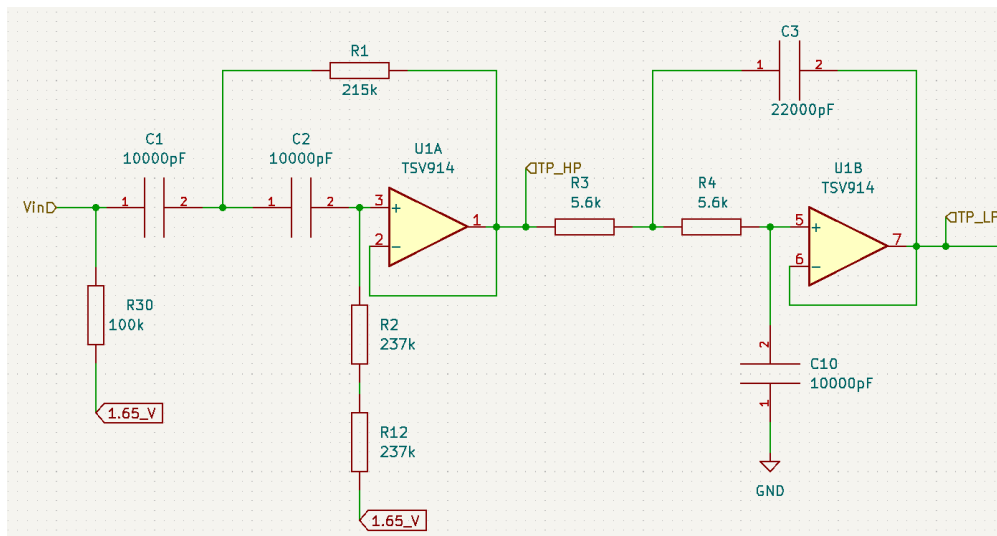 C3
1
2
22000pF
R1
215k
C1
10000pF
1
2
C2
10000pF
1
2
U1A
TSV914
3
+
2
-
1
TP_HP
R3
5.6k
R4
5.6k
U1B
TSV914
5
+
6
-
7
TP_LP
Vin
R30
100k
1.65_V
R2
237k
R12
237k
1.65_V
2
C10
10000pF
1
GND